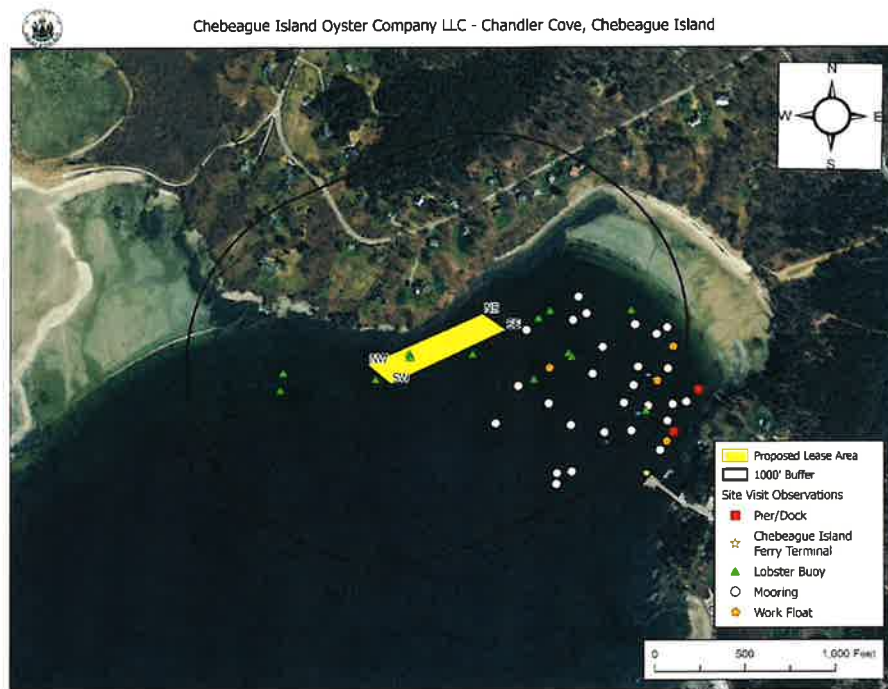 Chebeague Island Oyster Company LLC - Chandler Cove, Chebeague Island
N
W E
S
NE
SE
NW
SW
Proposed Lease Area
1000' Buffer
Site Visit Observations
Pier/Dock
Chebeague Island
Ferry Terminal
Lobster Buoy
Mooring
Work Float
0 500 1,000 Feet